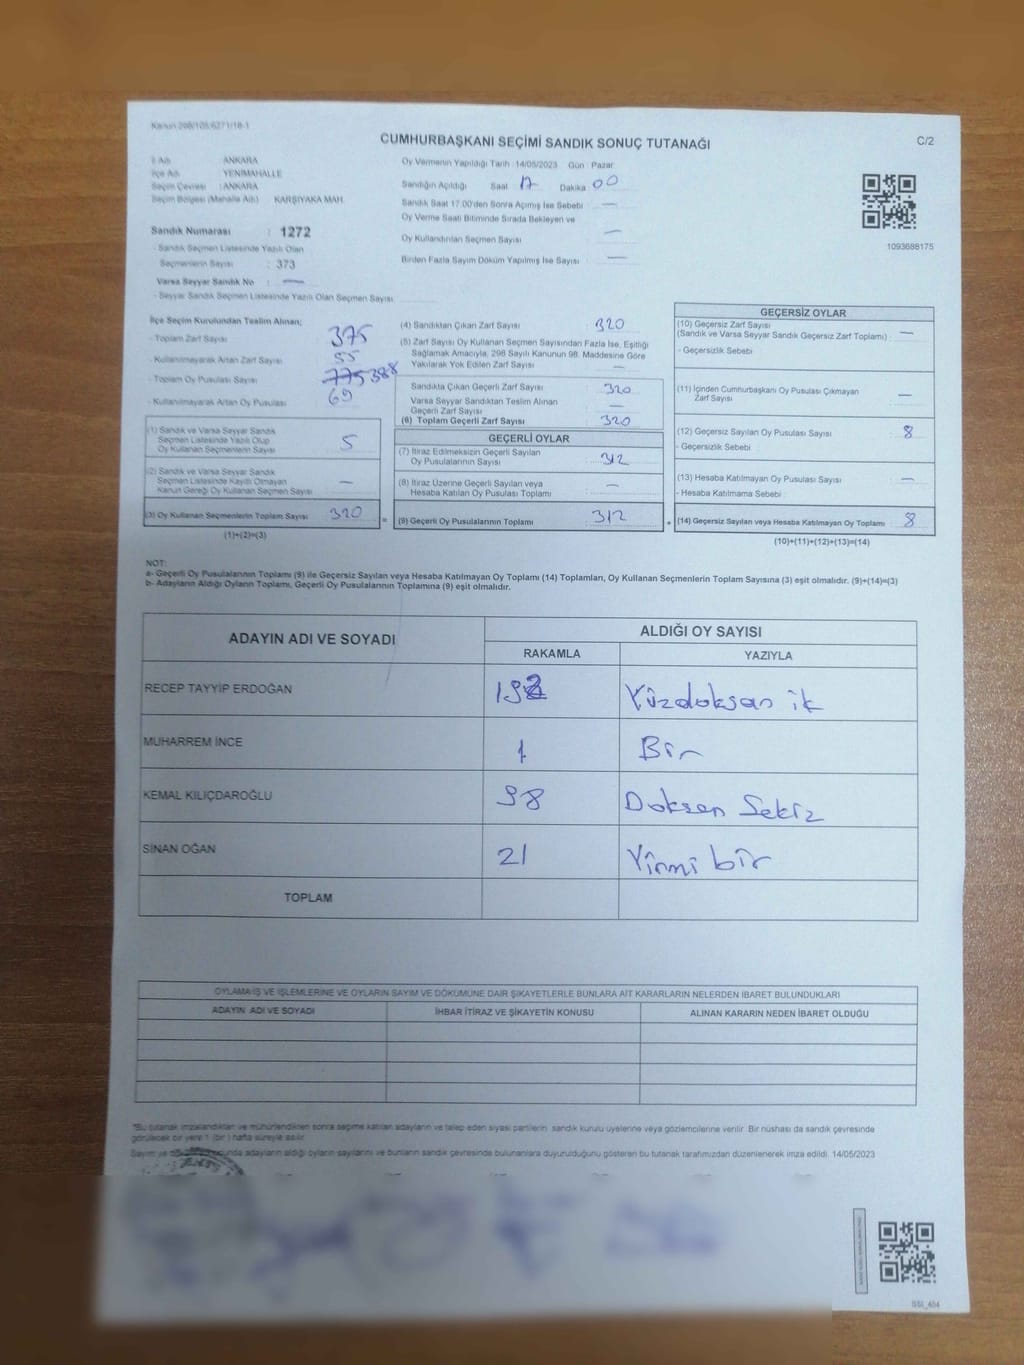 Kanun 298/105/6271/18-1
CUMHURBAŞKANI SEÇİMİ SANDIK SONUÇ TUTANAĞI
C/2
İl Adı ANKARA
İlçe Adı YENİMAHALLE
Seçim Çevresi : ANKARA
Seçim Bölgesi (Mahalle Adı) KARŞIYAKA MAH.
Sandık Numarası : 1272
- Sandık Seçmen Listesinde Yazılı Olan
Seçmenlerin Sayısı : 373
Varsa Seyyar Sandık No : —
- Seyyar Sandık Seçmen Listesinde Yazılı Olan Seçmen Sayısı
Oy Vermenin Yapıldığı Tarih : 14/05/2023 Gün : Pazar
Sandığın Açıldığı Saat 17 Dakika 00
Sandık Saat 17.00'den Sonra Açımış İse Sebebi : —
Oy Verme Saati Bitiminde Sırada Bekleyen ve
Oy Kullandırılan Seçmen Sayısı —
Birden Fazla Sayım Döküm Yapılmış İse Sayısı : —
1093688175
İlçe Seçim Kurulundan Teslim Alınan;
- Toplam Zarf Sayısı 375
- Kullanılmayarak Artan Zarf Sayısı 55
- Toplam Oy Pusulası Sayısı 775 388
- Kullanılmayarak Artan Oy Pusulası 69
(1) Sandık ve Varsa Seyyar Sandık
Seçmen Listesinde Yazılı Olup
Oy Kullanan Seçmenlerin Sayısı 5
(2) Sandık ve Varsa Seyyar Sandık
Seçmen Listesinde Kayıtlı Olmayan
Kanun Gereği Oy Kullanan Seçmen Sayısı —
(3) Oy Kullanan Seçmenlerin Toplam Sayısı 320
(1)+(2)=(3)
(4) Sandıktan Çıkan Zarf Sayısı : 320
(5) Zarf Sayısı Oy Kullanan Seçmen Sayısından Fazla İse, Eşitliği
Sağlamak Amacıyla, 298 Sayılı Kanunun 98. Maddesine Göre
Yakılarak Yok Edilen Zarf Sayısı : —
Sandıkta Çıkan Geçerli Zarf Sayısı : 320
Varsa Seyyar Sandıktan Teslim Alınan
Geçerli Zarf Sayısı : —
(6) Toplam Geçerli Zarf Sayısı : 320
GEÇERLİ OYLAR
(7) İtiraz Edilmeksizin Geçerli Sayılan
Oy Pusulalarının Sayısı : 312
(8) İtiraz Üzerine Geçerli Sayılan veya
Hesaba Katılan Oy Pusulası Toplamı : —
= (9) Geçerli Oy Pusulalarının Toplamı : 312
GEÇERSİZ OYLAR
(10) Geçersiz Zarf Sayısı
(Sandık ve Varsa Seyyar Sandık Geçersiz Zarf Toplamı) : —
- Geçersizlik Sebebi
(11) İçinden Cumhurbaşkanı Oy Pusulası Çıkmayan
Zarf Sayısı : —
(12) Geçersiz Sayılan Oy Pusulası Sayısı : 8
- Geçersizlik Sebebi
(13) Hesaba Katılmayan Oy Pusulası Sayısı : —
- Hesaba Katılmama Sebebi :
+ (14) Geçersiz Sayılan veya Hesaba Katılmayan Oy Toplamı : 8
(10)+(11)+(12)+(13)=(14)
NOT:
a- Geçerli Oy Pusulalarının Toplamı (9) ile Geçersiz Sayılan veya Hesaba Katılmayan Oy Toplamı (14) Toplamları, Oy Kullanan Seçmenlerin Toplam Sayısına (3) eşit olmalıdır. (9)+(14)=(3)
b- Adayların Aldığı Oyların Toplamı, Geçerli Oy Pusulalarının Toplamına (9) eşit olmalıdır.
ADAYIN ADI VE SOYADI
ALDIĞI OY SAYISI
RAKAMLA YAZIYLA
RECEP TAYYİP ERDOĞAN 192 Yüzdoksan ik
MUHARREM İNCE 1 Bir
KEMAL KILIÇDAROĞLU 98 Doksan Sekiz
SİNAN OĞAN 21 Yirmi bir
TOPLAM
OYLAMA İŞ VE İŞLEMLERİNE VE OYLARIN SAYIM VE DÖKÜMÜNE DAİR ŞİKAYETLERLE BUNLARA AİT KARARLARIN NELERDEN İBARET BULUNDUKLARI
ADAYIN ADI VE SOYADI İHBAR İTİRAZ VE ŞİKAYETİN KONUSU ALINAN KARARIN NEDEN İBARET OLDUĞU
"Bu tutanak imzalandıktan ve mühürlendikten sonra seçime katılan adayların ve talep eden siyasi partilerin sandık kurulu üyelerine veya gözlemcilerine verilir. Bir nüshası da sandık çevresinde
görülecek bir yere 1 (bir ) hafta süreyle asılır.
Sayım ve adayların aldığı oyların sayılarını ve bunların sandık çevresinde bulunanlara duyurulduğunu gösteren bu tutanak tarafımızdan düzenlenerek imza edildi. 14/05/2023